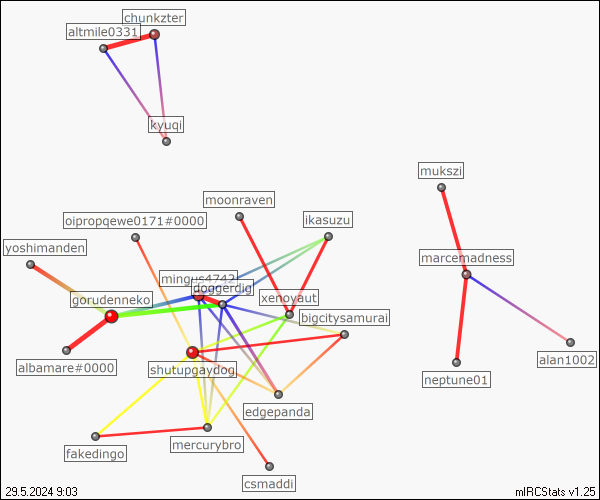 chunkzter
altmile0331
kyuqi
mukszi
moonraven
oipropqewe0171#0000
ikasuzu
yoshimanden
marcemadness
mingus4742
doggerdig
gorudenneko
xenoyaut
bigcitysamurai
alan1002
albamare#0000
shutupgaydog
neptune01
edgepanda
fakedingo
mercurybro
csmaddi
29.5.2024 9:03
mIRCStats v1.25